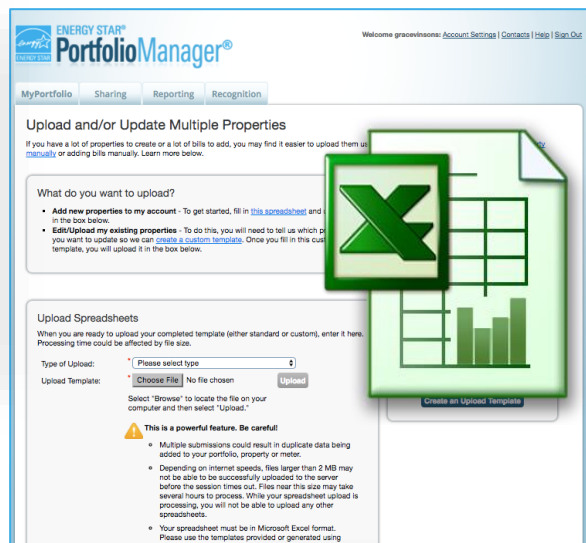 ENERGY STAR®
PortfolioManager®
ENERGY STAR
Welcome gracevinsons: Account Settings | Contacts | Help | Sign Out
MyPortfolio Sharing Reporting Recognition
Upload and/or Update Multiple Properties
If you have a lot of properties to create or a lot of bills to add, you may find it easier to upload them
manually or adding bills manually. Learn more below.
What do you want to upload?
Add new properties to my account - To get started, fill in this spreadsheet and
in the box below.
Edit/Upload my existing properties - To do this, you will need to tell us which
you want to update so we can create a custom template. Once you fill in this
template, you will upload it in the box below.
Upload Spreadsheets
When you are ready to upload your completed template (either standard or custom), enter it here.
Processing time could be affected by file size.
Type of Upload: * Please select type
Upload Template: * Choose File No file chosen Upload
Select "Browse" to locate the file on your
computer and then select "Upload."
This is a powerful feature. Be careful!
Multiple submissions could result in duplicate data being
added to your portfolio, property or meter.
Depending on internet speeds, files larger than 2 MB may
not be able to be successfully uploaded to the server
before the session times out. Files near this size may take
several hours to process. While your spreadsheet upload is
processing, you will not be able to upload any other
spreadsheets.
Your spreadsheet must be in Microsoft Excel format.
Please use the templates provided or generated using
Create an Upload Template